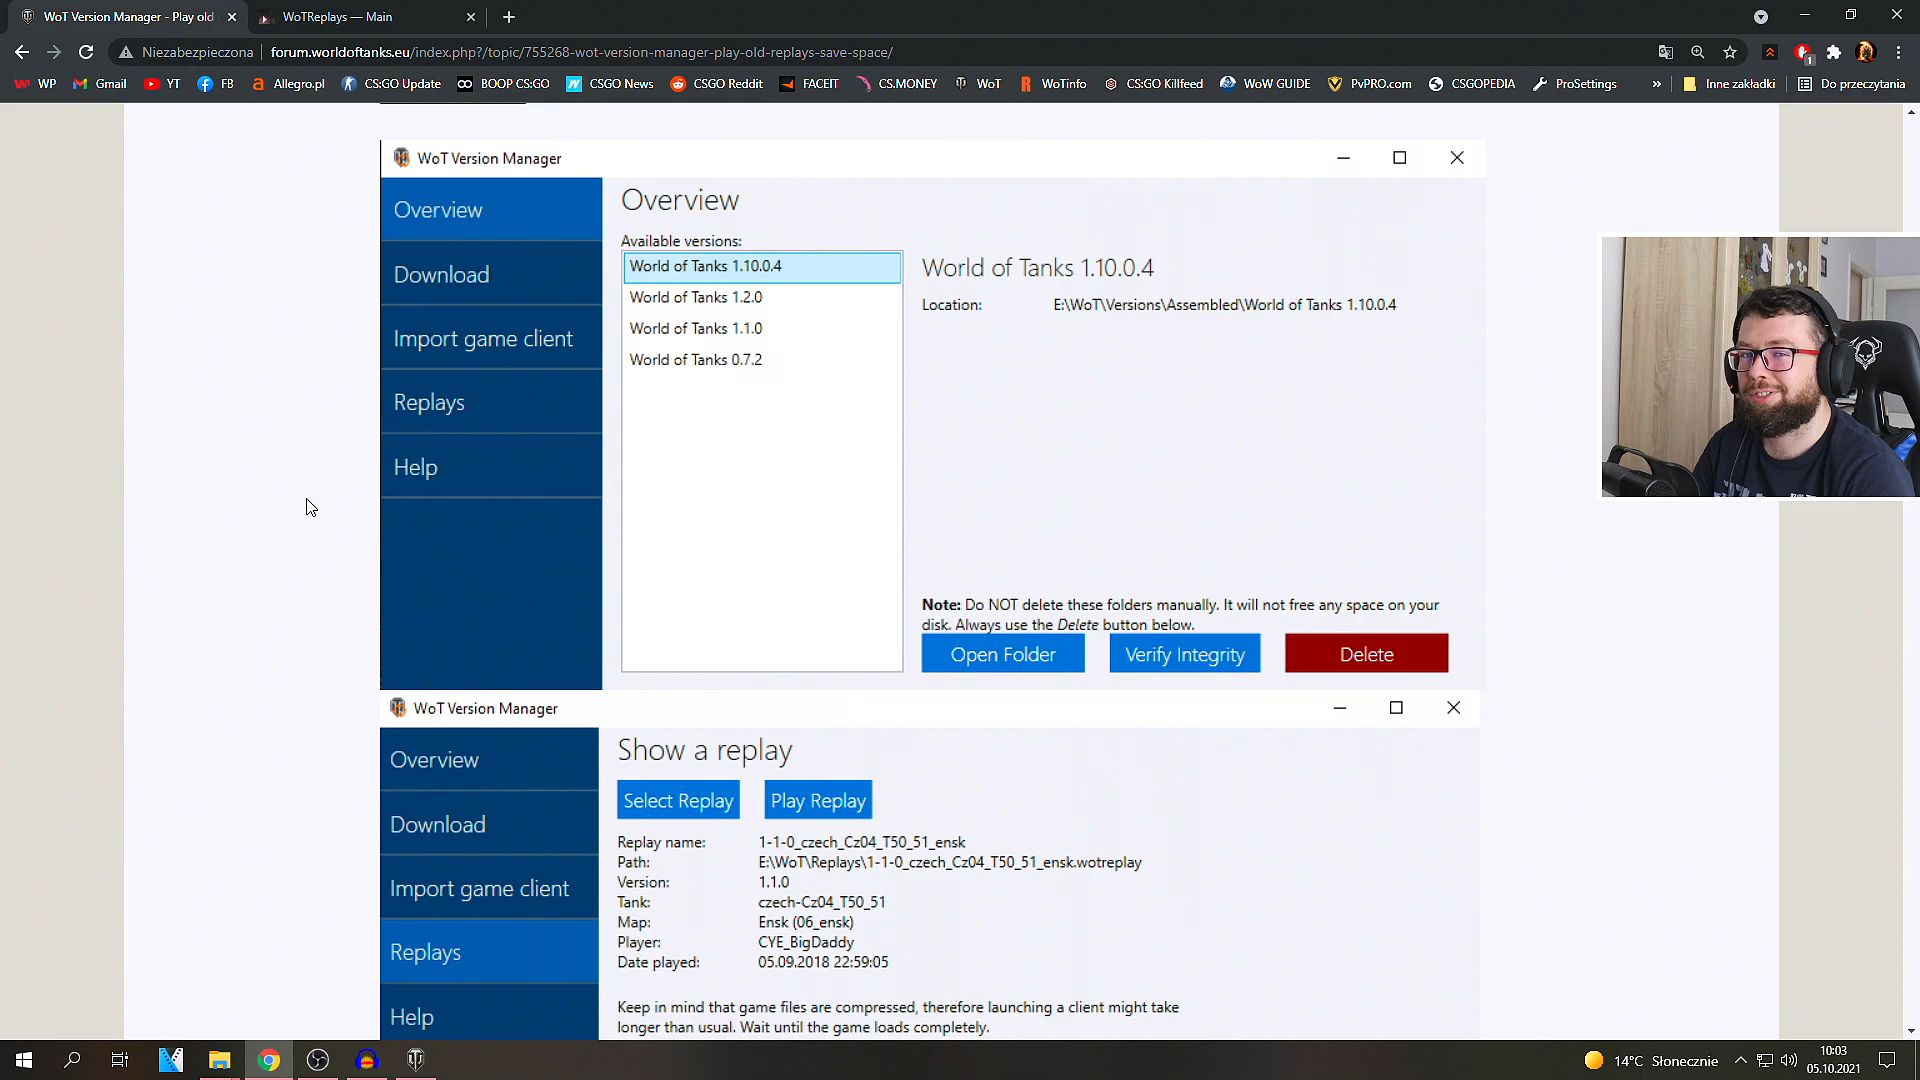 WoT Version Manager - Play old
WoTReplays — Main
Niezabezpieczona
forum.worldoftanks.eu/index.php?/topic/755268-wot-version-manager-play-old-replays-save-space/
WP
Gmail
YT
FB
Allegro.pl
CS:GO Update
BOOP CS:GO
CSGO News
CSGO Reddit
FACEIT
CS.MONEY
WoT
WoTinfo
CS:GO Killfeed
WoW GUIDE
PvPRO.com
CSGOPEDIA
ProSettings
»
Inne zakładki
Do przeczytania
WoT Version Manager
Overview
Download
Import game client
Replays
Help
Overview
Available versions:
World of Tanks 1.10.0.4
World of Tanks 1.2.0
World of Tanks 1.1.0
World of Tanks 0.7.2
World of Tanks 1.10.0.4
Location: E:\WoT\Versions\Assembled\World of Tanks 1.10.0.4
Note: Do NOT delete these folders manually. It will not free any space on your
disk. Always use the Delete button below.
Open Folder
Verify Integrity
Delete
WoT Version Manager
Overview
Download
Import game client
Replays
Help
Show a replay
Select Replay
Play Replay
Replay name: 1-1-0_czech_Cz04_T50_51_ensk
Path: E:\WoT\Replays\1-1-0_czech_Cz04_T50_51_ensk.wotreplay
Version: 1.1.0
Tank: czech-Cz04_T50_51
Map: Ensk (06_ensk)
Player: CYE_BigDaddy
Date played: 05.09.2018 22:59:05
Keep in mind that game files are compressed, therefore launching a client might take
longer than usual. Wait until the game loads completely.
14°C Słonecznie
10:03
05.10.2021